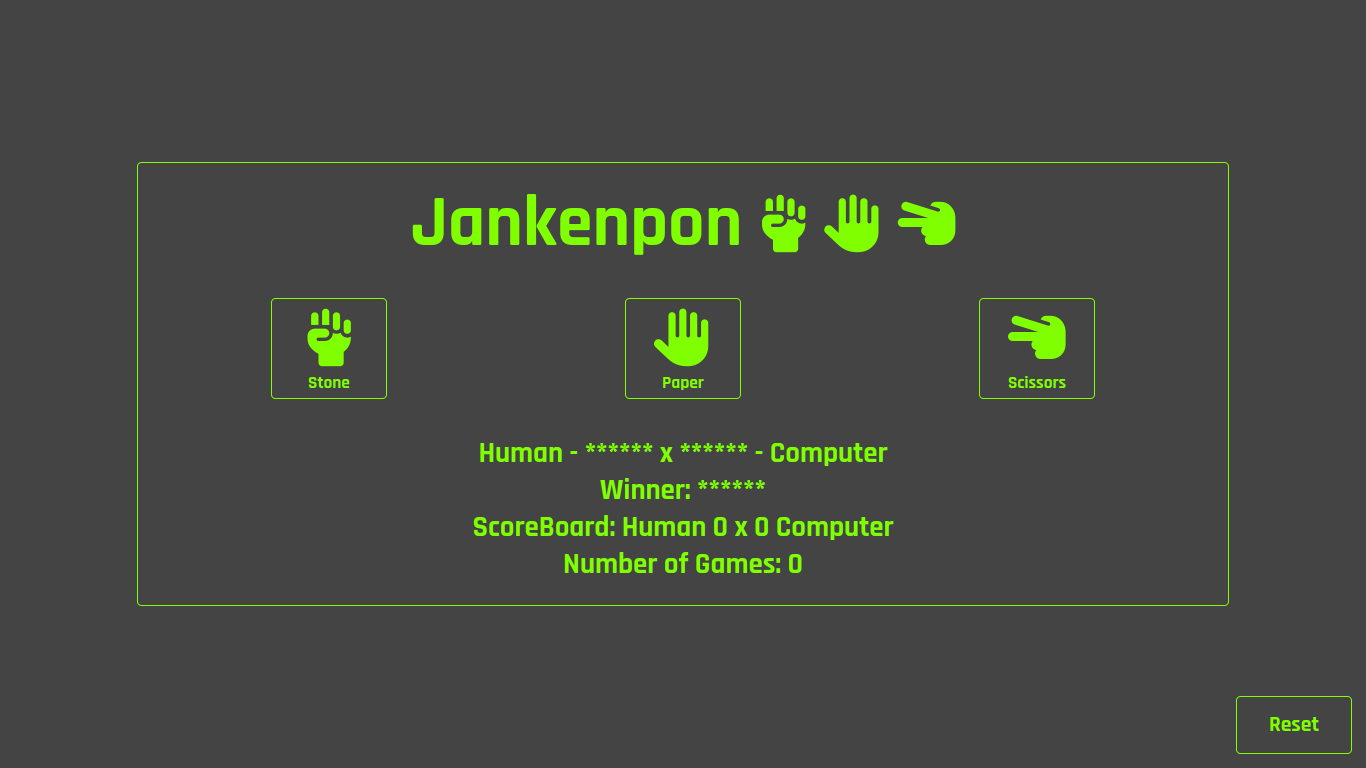 Jankenpon
Stone
Paper
Scissors
Human - ****** x ****** - Computer
Winner: ******
ScoreBoard: Human 0 x 0 Computer
Number of Games: 0
Reset